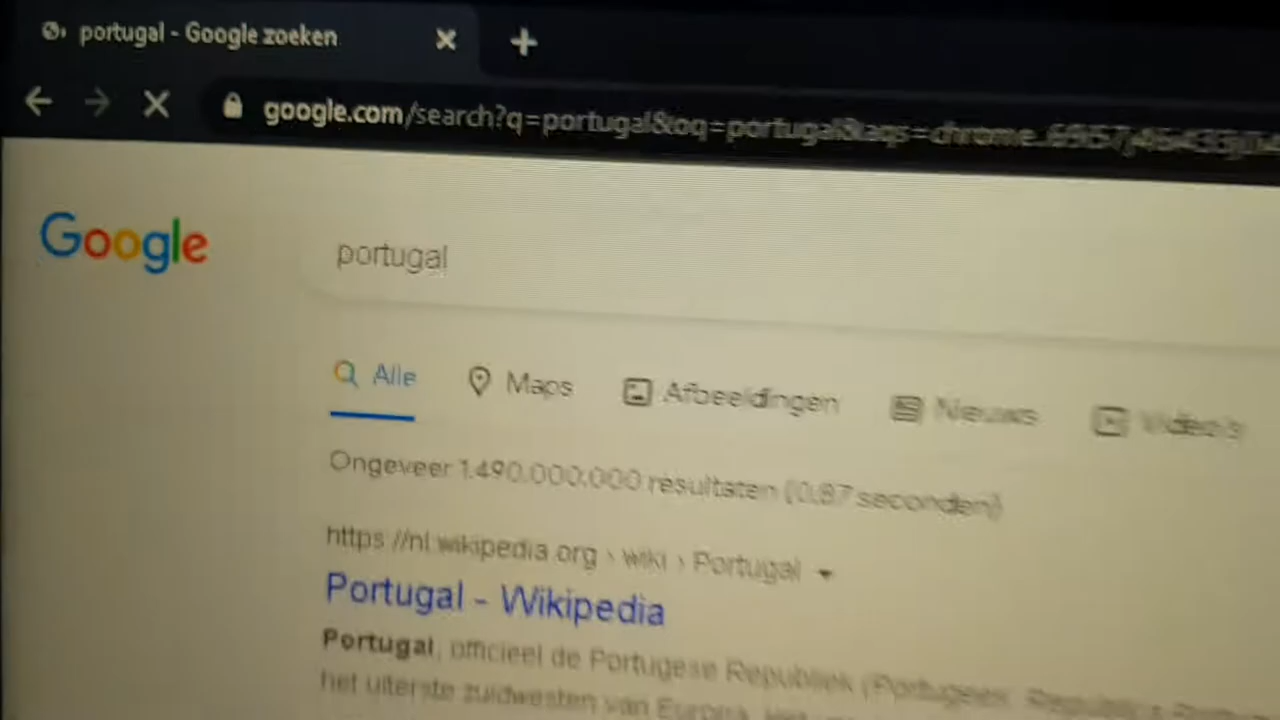 portugal - Google zoeken
google.com/search?q=portugal&oq=portugal&aqs=chrome
Google
portugal
Alle Maps Afbeeldingen Nieuws Video's
Ongeveer 1.490.000.000 resultaten (0,87 seconden)
https://nl.wikipedia.org › wiki › Portugal
Portugal - Wikipedia
Portugal, officieel de Portugese Republiek (Portugees:
het uiterste zuidwesten van Europa.